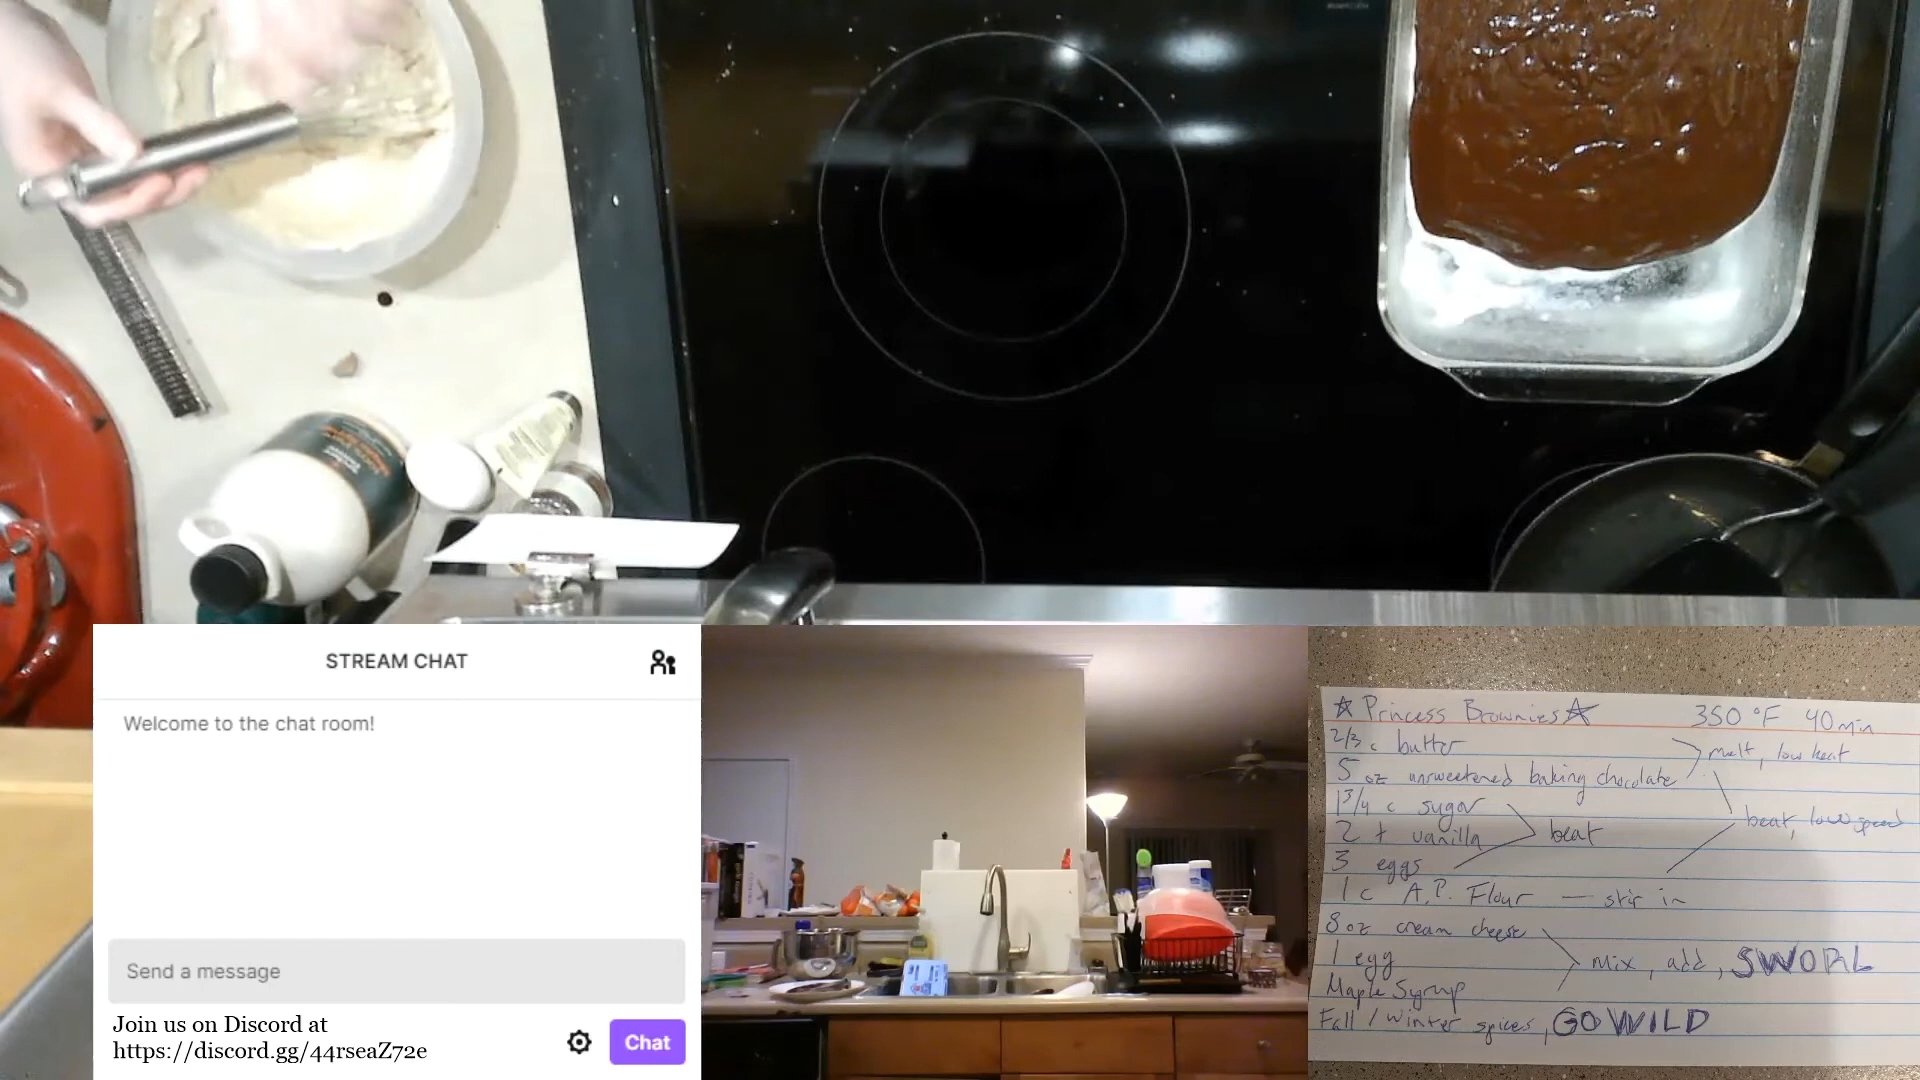 STREAM CHAT
Welcome to the chat room!
Send a message
Join us on Discord at
https://discord.gg/44rseaZ72e
Chat
☆ Princess Brownies ☆ 350 °F 40 min
2/3 c butter
melt, low heat
5 oz unsweetened baking chocolate
1 3/4 c sugar
beat, low speed
2 t vanilla
beat
3 eggs
1 c A.P. Flour — stir in
8 oz cream cheese
1 egg
mix, add, SWORL
Maple Syrup
Fall / Winter spices, GO WILD